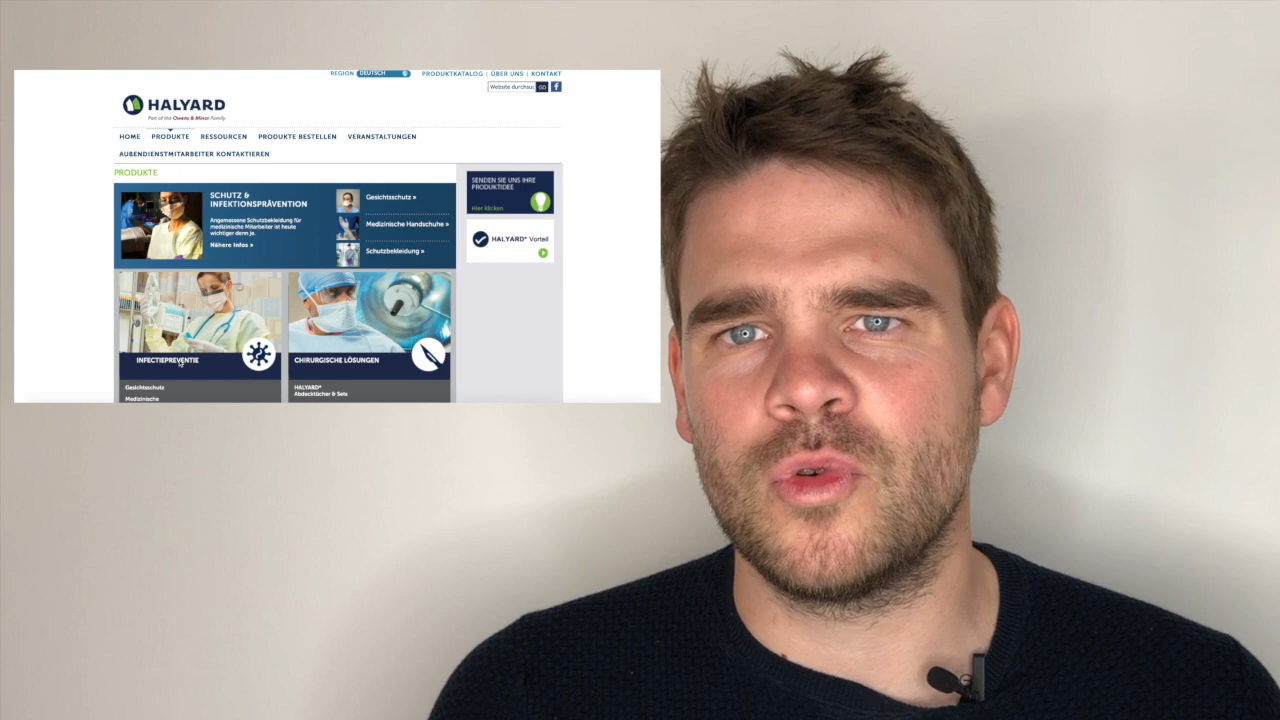 REGION DEUTSCH PRODUKTKATALOG | ÜBER UNS | KONTAKT
Website durchsuc GO f
HALYARD
Part of the Owens & Minor Family
HOME PRODUKTE RESSOURCEN PRODUKTE BESTELLEN VERANSTALTUNGEN
AUßENDIENSTMITARBEITER KONTAKTIEREN
PRODUKTE
SCHUTZ &
INFEKTIONSPRÄVENTION
Angemessene Schutzbekleidung für
medizinische Mitarbeiter ist heute
wichtiger denn je.
Nähere Infos »
Gesichtsschutz »
Medizinische Handschuhe »
Schutzbekleidung »
SENDEN SIE UNS IHRE
PRODUKTIDEE
Hier klicken
HALYARD* Vorteil
INFECTIEPREVENTIE
Gesichtsschutz
Medizinische
CHIRURGISCHE LÖSUNGEN
HALYARD*
Abdecktücher & Sets